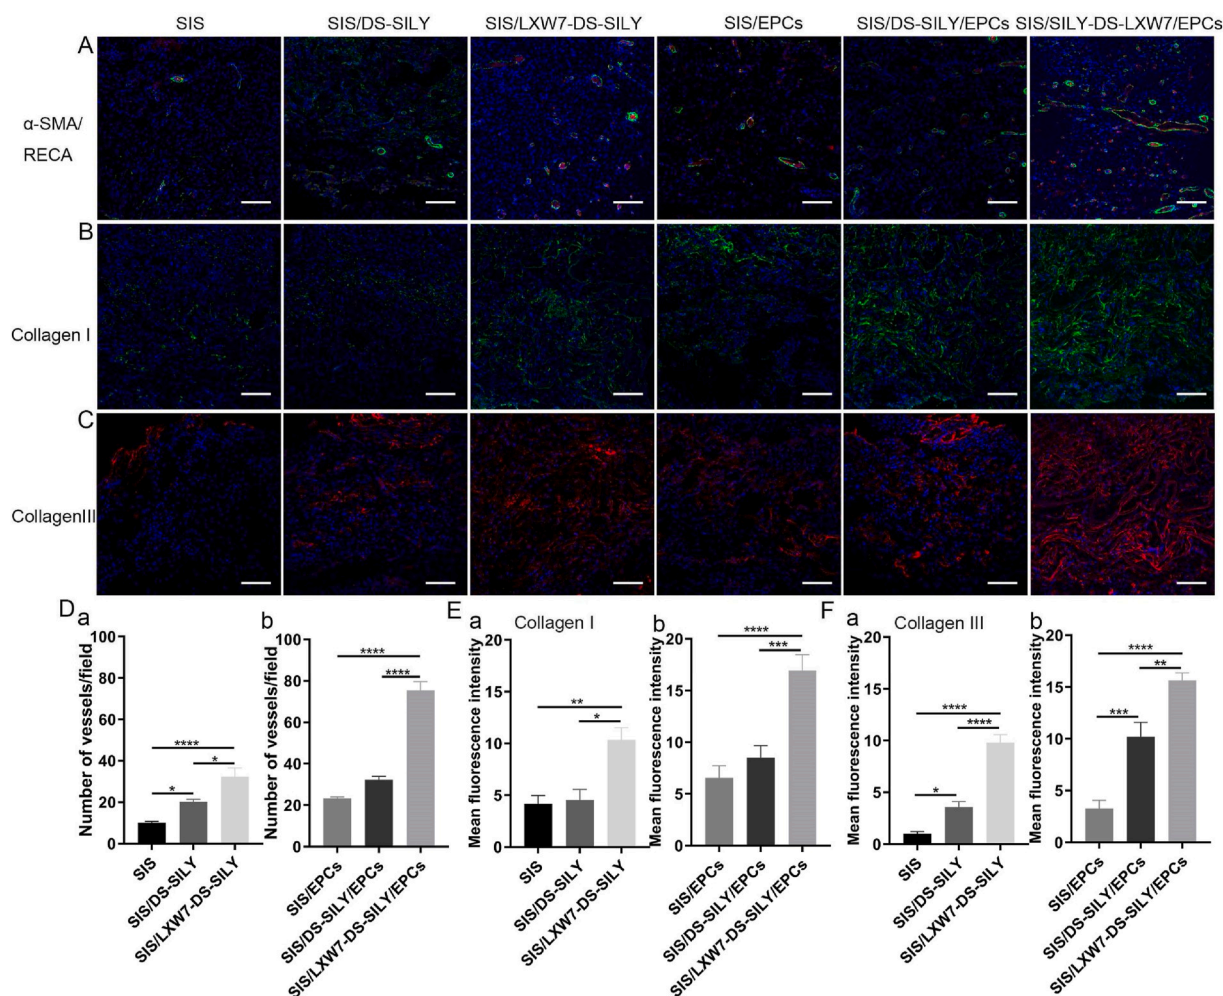 SIS
SIS/DS-SILY
SIS/LXW7-DS-SILY
SIS/EPCs
SIS/DS-SILY/EPCs
SIS/SILY-DS-LXW7/EPCs
A
α-SMA/
RECA
B
Collagen I
C
CollagenIII
D
a
Number of vessels/field
100
80
60
40
20
0
****
*
*
SIS
SIS/DS-SILY
SIS/LXW7-DS-SILY
b
Number of vessels/field
100
80
60
40
20
0
****
****
SIS/EPCs
SIS/DS-SILY/EPCs
SIS/LXW7-DS-SILY/EPCs
E
a
Collagen I
Mean fluorescence intensity
20
15
10
5
0
**
*
SIS
SIS/DS-SILY
SIS/LXW7-DS-SILY
b
Mean fluorescence intensity
20
15
10
5
0
****
***
SIS/EPCs
SIS/DS-SILY/EPCs
SIS/LXW7-DS-SILY/EPCs
F
a
Collagen III
Mean fluorescence intensity
20
15
10
5
0
****
****
*
SIS
SIS/DS-SILY
SIS/LXW7-DS-SILY
b
Mean fluorescence intensity
20
15
10
5
0
****
**
***
SIS/EPCs
SIS/DS-SILY/EPCs
SIS/LXW7-DS-SILY/EPCs